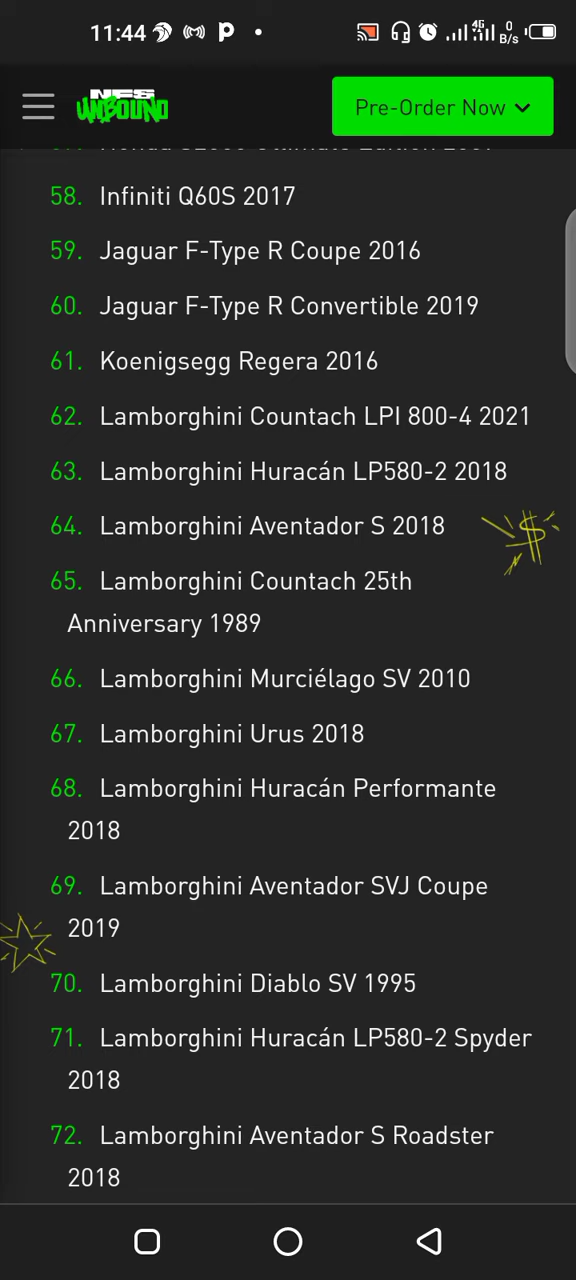 11:44
4G
0
B/s
NFS
UNBOUND
Pre-Order Now
58. Infiniti Q60S 2017
59. Jaguar F-Type R Coupe 2016
60. Jaguar F-Type R Convertible 2019
61. Koenigsegg Regera 2016
62. Lamborghini Countach LPI 800-4 2021
63. Lamborghini Huracán LP580-2 2018
64. Lamborghini Aventador S 2018
$
65. Lamborghini Countach 25th
Anniversary 1989
66. Lamborghini Murciélago SV 2010
67. Lamborghini Urus 2018
68. Lamborghini Huracán Performante
2018
69. Lamborghini Aventador SVJ Coupe
2019
70. Lamborghini Diablo SV 1995
71. Lamborghini Huracán LP580-2 Spyder
2018
72. Lamborghini Aventador S Roadster
2018